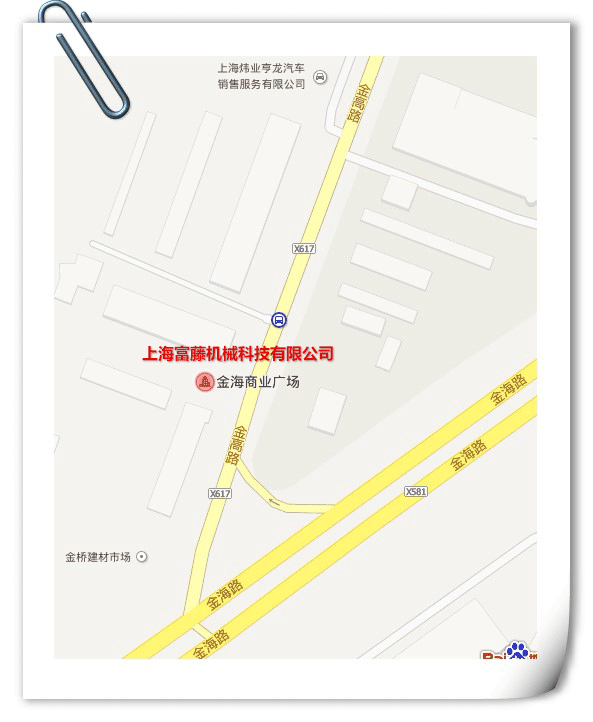 上海炜业亨龙汽车
销售服务有限公司
金高路
X617
上海富藤机械科技有限公司
金海商业广场
金海路
金海路
金高路
X617
X581
金桥建材市场
金海路
金海路